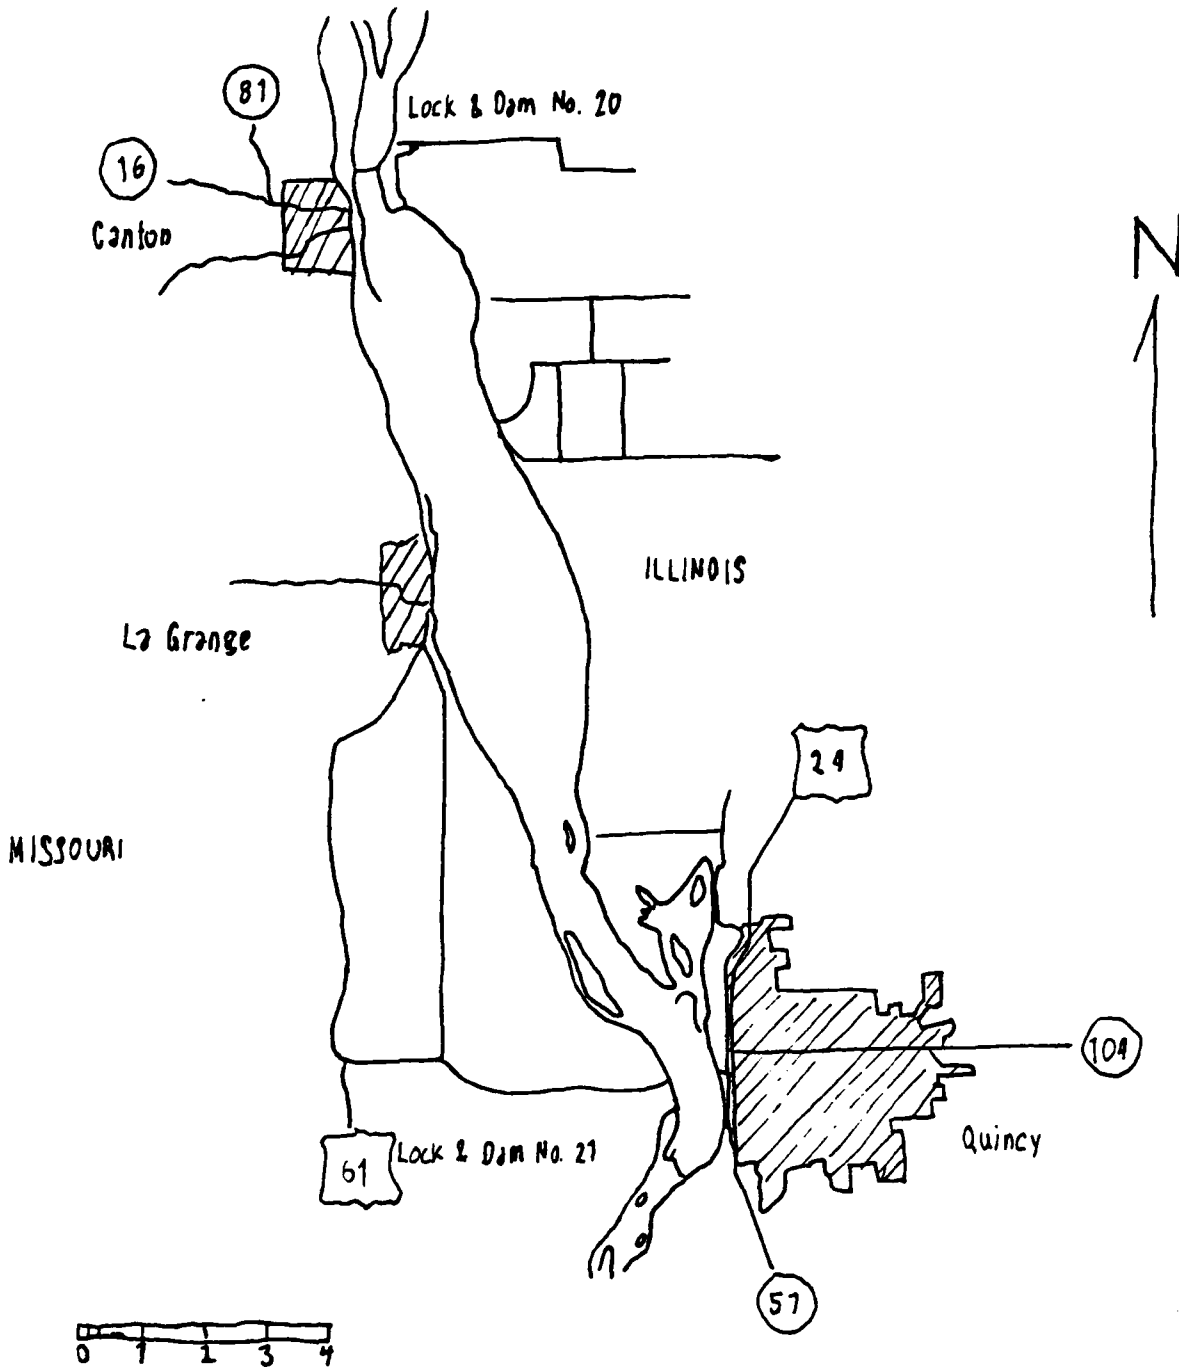 81
Lock & Dam No. 20
16
Canton
N
ILLINOIS
La Grange
24
MISSOURI
104
Quincy
61
Lock & Dam No. 21
57
0 1 2 3 4